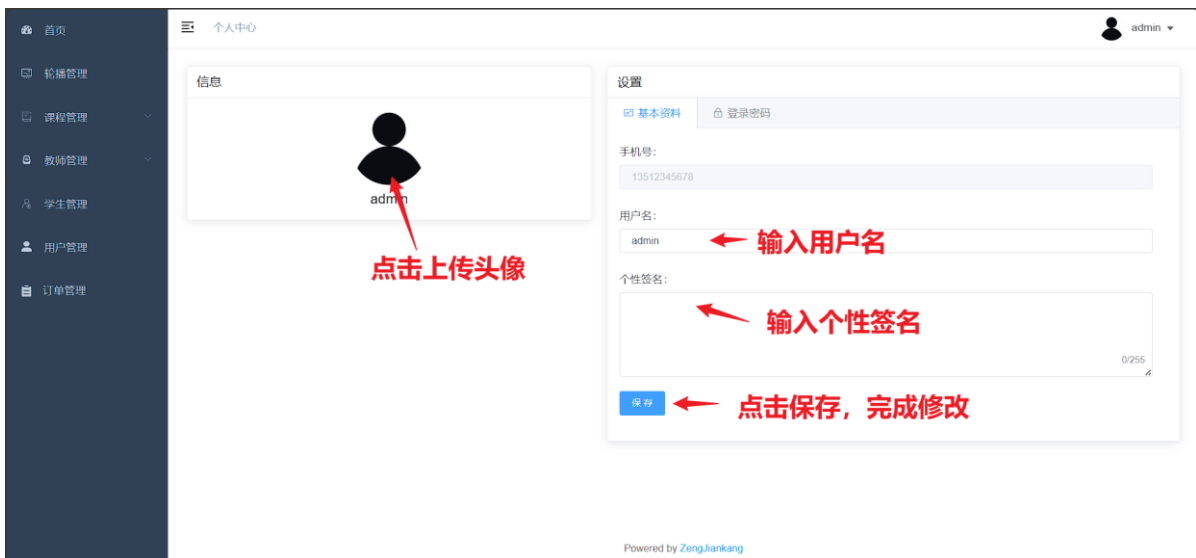 首页
轮播管理
课程管理
教师管理
学生管理
用户管理
订单管理
个人中心
admin
信息
admin
点击上传头像
设置
基本资料 登录密码
手机号:
13512345678
用户名:
admin
输入用户名
个性签名:
输入个性签名
0/255
保存
点击保存，完成修改
Powered by ZengJiankang